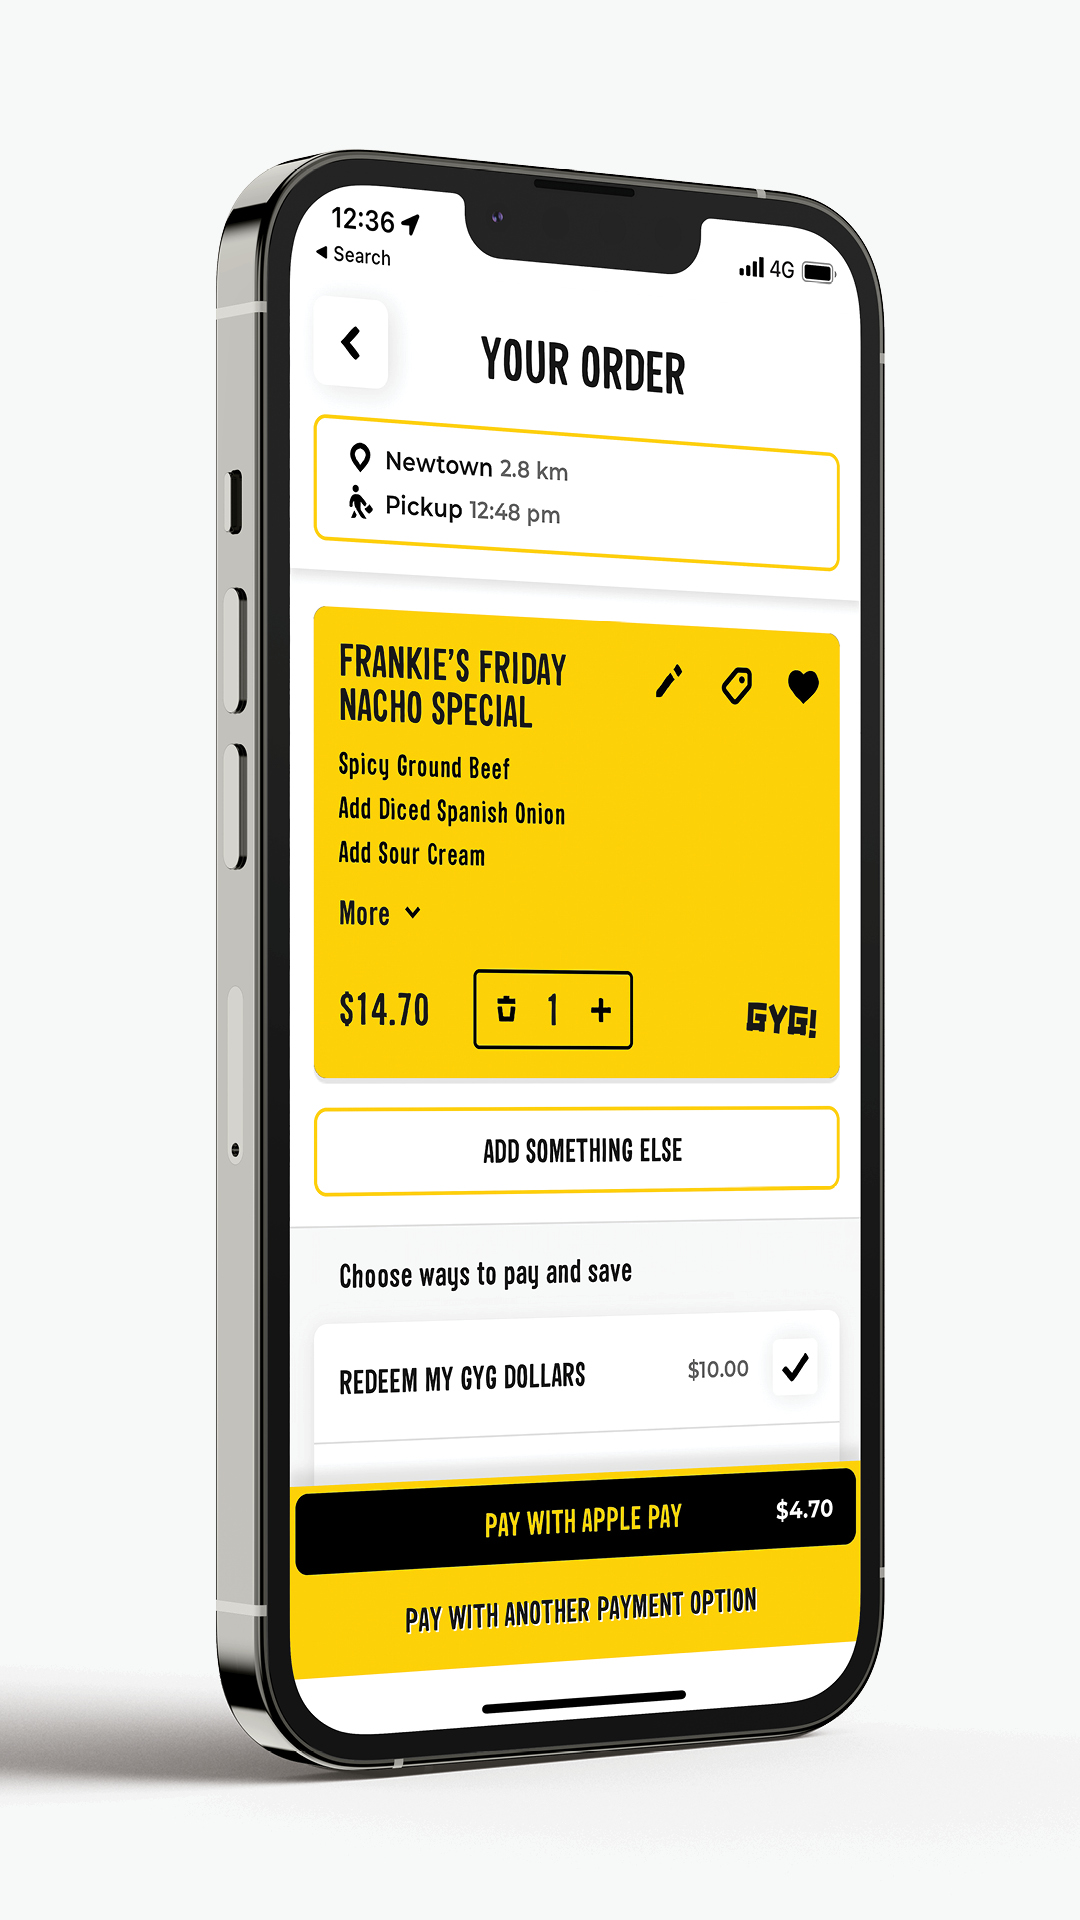 12:36
Search
4G
YOUR ORDER
Newtown 2.8 km
Pickup 12:48 pm
FRANKIE'S FRIDAY
NACHO SPECIAL
Spicy Ground Beef
Add Diced Spanish Onion
Add Sour Cream
More
$14.70 1
GYG!
ADD SOMETHING ELSE
Choose ways to pay and save
REDEEM MY GYG DOLLARS $10.00
PAY WITH APPLE PAY $4.70
PAY WITH ANOTHER PAYMENT OPTION